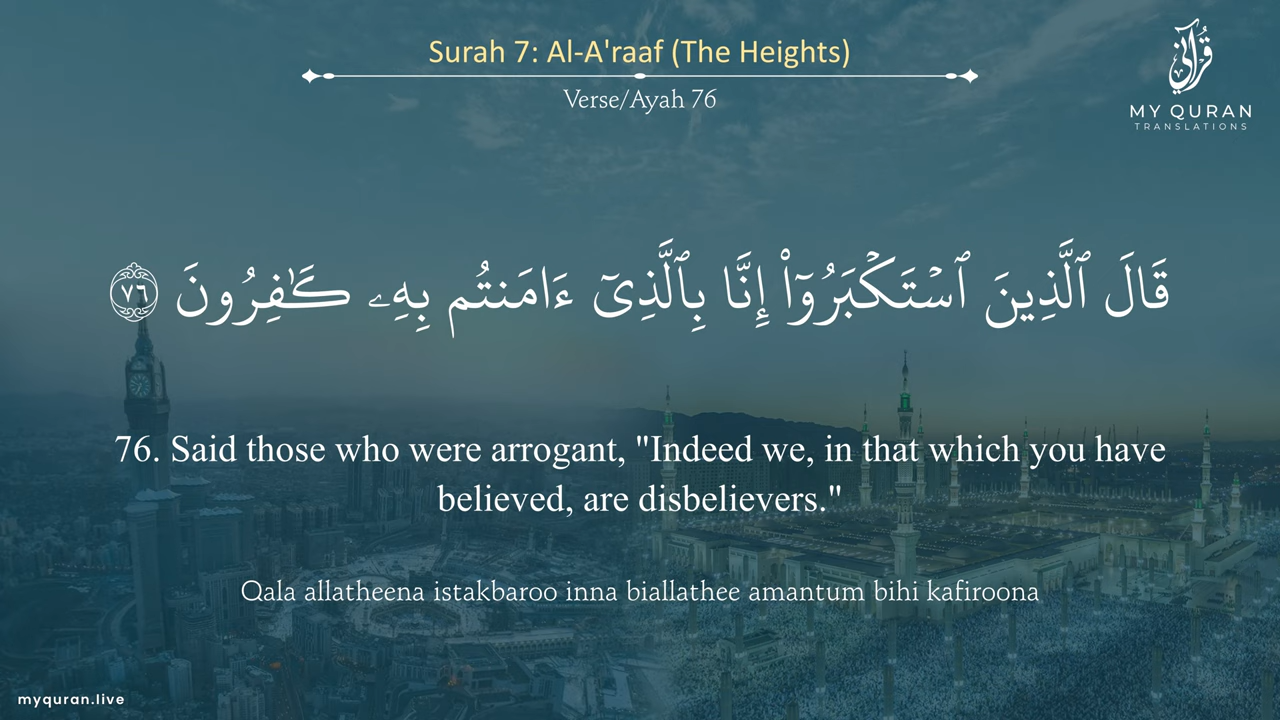 Surah 7: Al-A'raaf (The Heights)
Verse/Ayah 76
قرآني
MY QURAN
TRANSLATIONS
قَالَ ٱلَّذِينَ ٱسْتَكْبَرُوٓا۟ إِنَّا بِٱلَّذِىٓ ءَامَنتُم بِهِۦ كَـٰفِرُونَ ٧٦
76. Said those who were arrogant, "Indeed we, in that which you have
believed, are disbelievers."
Qala allatheena istakbaroo inna biallathee amantum bihi kafiroona
myquran.live